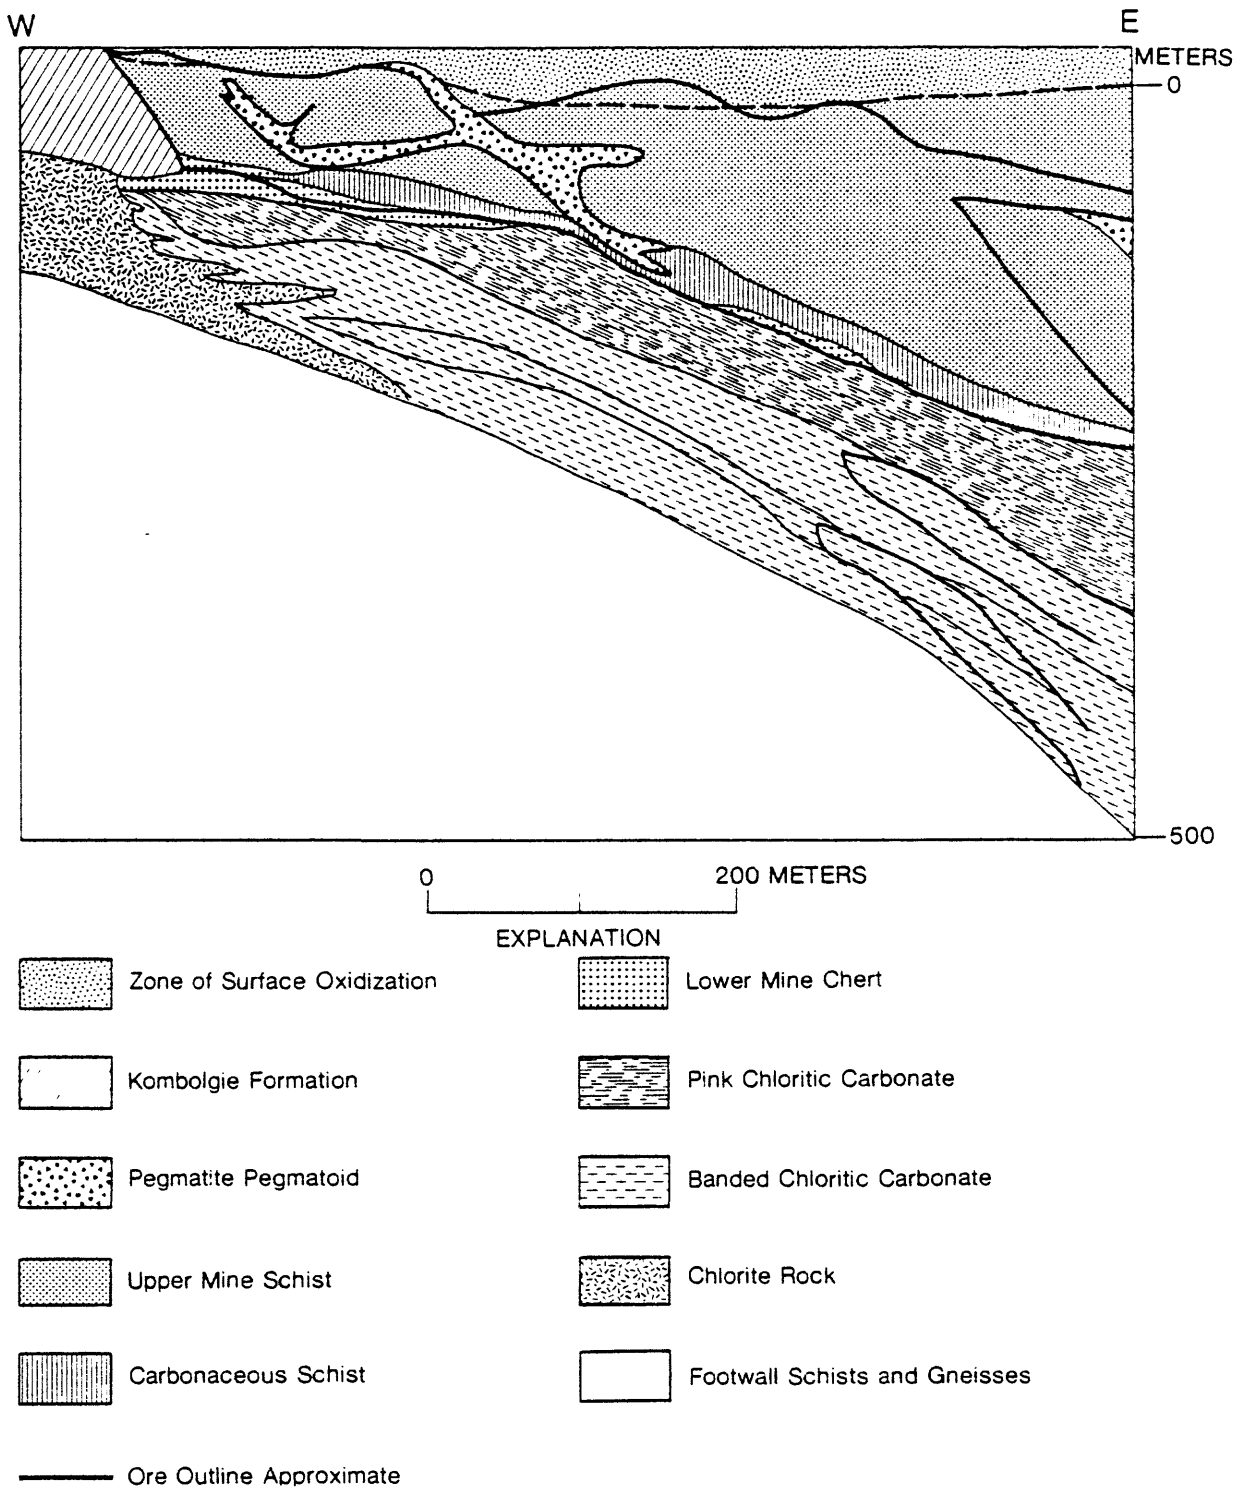 W
E
METERS
0
500
0
200 METERS
EXPLANATION
Zone of Surface Oxidization
Lower Mine Chert
Kombolgie Formation
Pink Chloritic Carbonate
Pegmatite Pegmatoid
Banded Chloritic Carbonate
Upper Mine Schist
Chlorite Rock
Carbonaceous Schist
Footwall Schists and Gneisses
Ore Outline Approximate